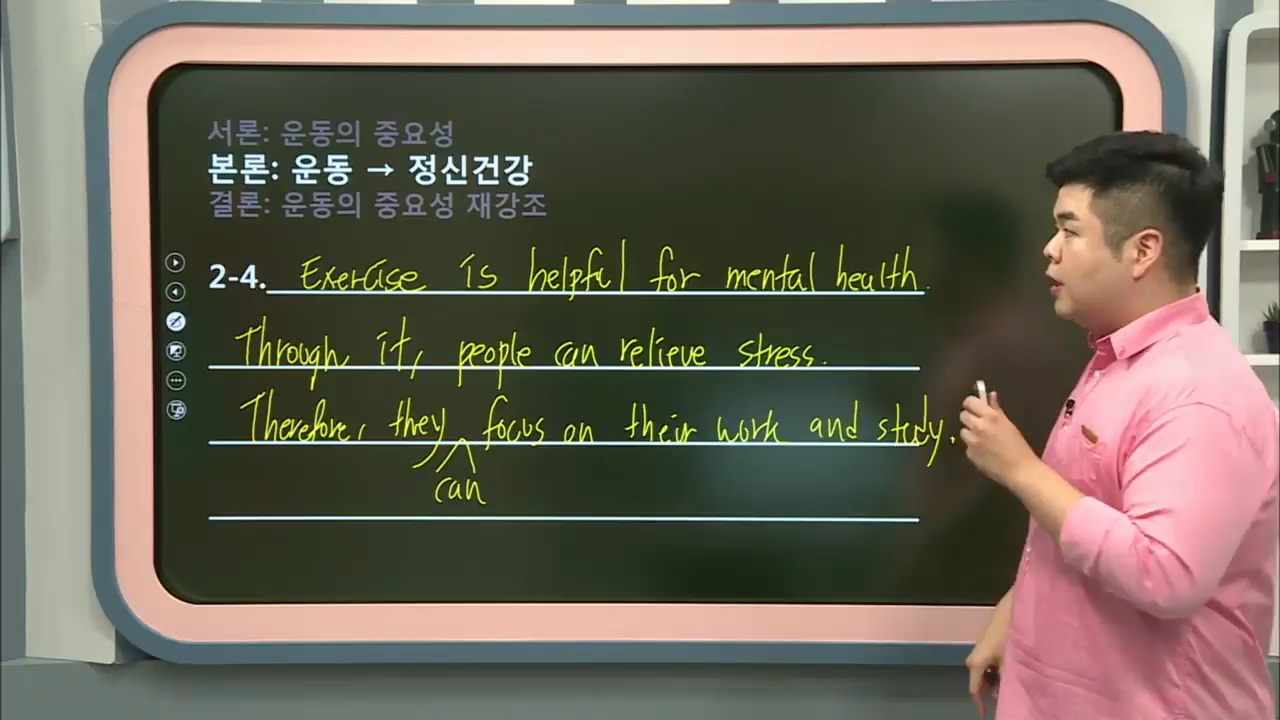 서론: 운동의 중요성
본론: 운동 → 정신건강
결론: 운동의 중요성 재강조
2-4. Exercise is helpful for mental health.
Through it, people can relieve stress.
Therefore, they focus on their work and study.
can